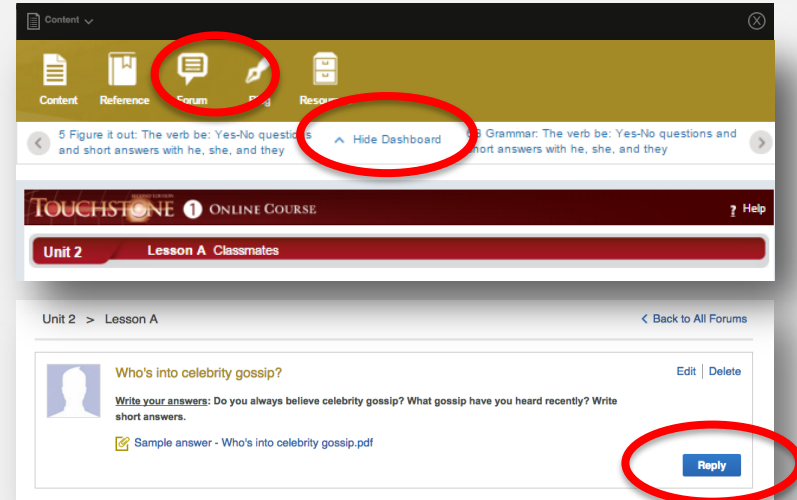 Content
Content Reference Forum Blog Resources
5 Figure it out: The verb be: Yes-No questions
and short answers with he, she, and they
Hide Dashboard
Grammar: The verb be: Yes-No questions and
short answers with he, she, and they
TOUCHSTONE 1 ONLINE COURSE
? Help
Unit 2 Lesson A Classmates
Unit 2 > Lesson A
< Back to All Forums
Who's into celebrity gossip?
Edit | Delete
Write your answers: Do you always believe celebrity gossip? What gossip have you heard recently? Write
short answers.
Sample answer - Who's into celebrity gossip.pdf
Reply